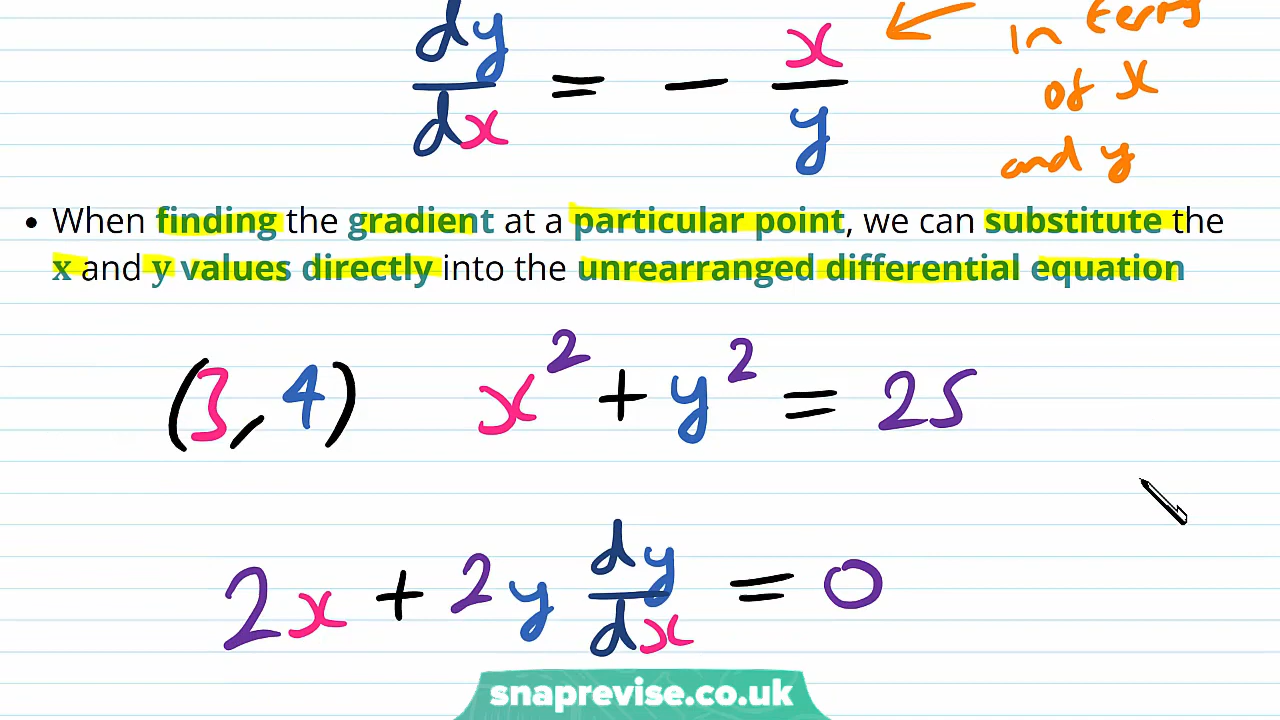 dy/dx = - x/y
in terms
of x
and y
• When finding the gradient at a particular point, we can substitute the
x and y values directly into the unrearranged differential equation
(3, 4) x² + y² = 25
2x + 2y dy/dx = 0
snaprevise.co.uk